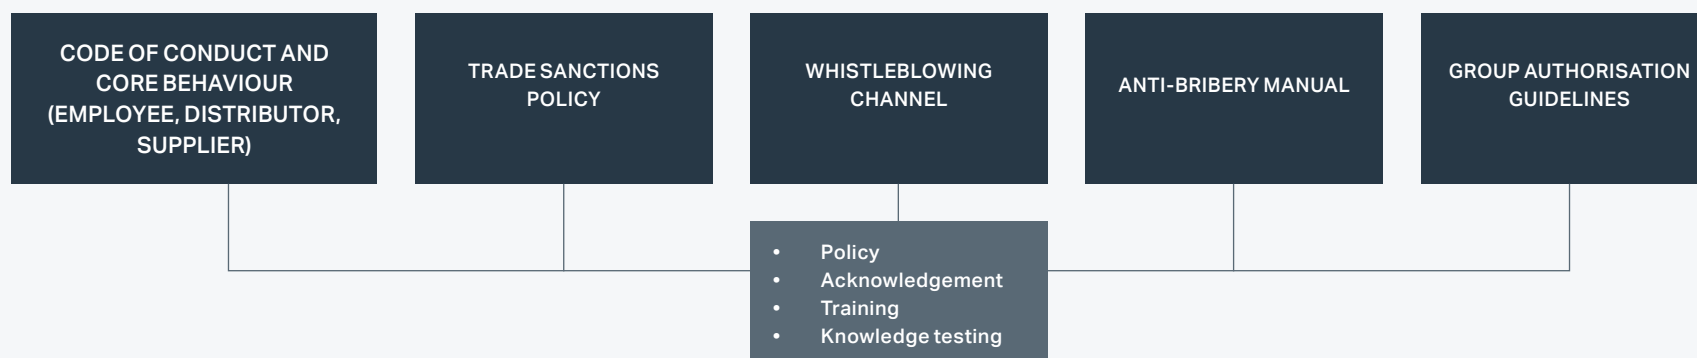 CODE OF CONDUCT AND
CORE BEHAVIOUR
(EMPLOYEE, DISTRIBUTOR,
SUPPLIER)
TRADE SANCTIONS
POLICY
WHISTLEBLOWING
CHANNEL
ANTI-BRIBERY MANUAL
GROUP AUTHORISATION
GUIDELINES
• Policy
• Acknowledgement
• Training
• Knowledge testing